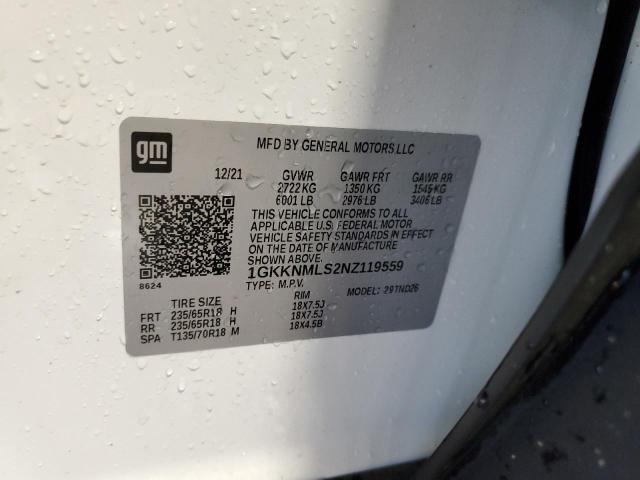 gm
MFD BY GENERAL MOTORS LLC
12/21 GVWR GAWR FRT GAWR RR
2722 KG 1350 KG 1545 KG
6001 LB 2976 LB 3406 LB
THIS VEHICLE CONFORMS TO ALL
APPLICABLE U.S. FEDERAL MOTOR
VEHICLE SAFETY STANDARDS IN EFFECT
ON THE DATE OF MANUFACTURE
SHOWN ABOVE.
1GKKNMLS2NZ119559
8624
TYPE: M.P.V. MODEL:
TIRE SIZE RIM
FRT 235/65R18 H 18X7.5J
RR 235/65R18 H 18X7.5J
SPA T135/70R18 M 18X4.5B